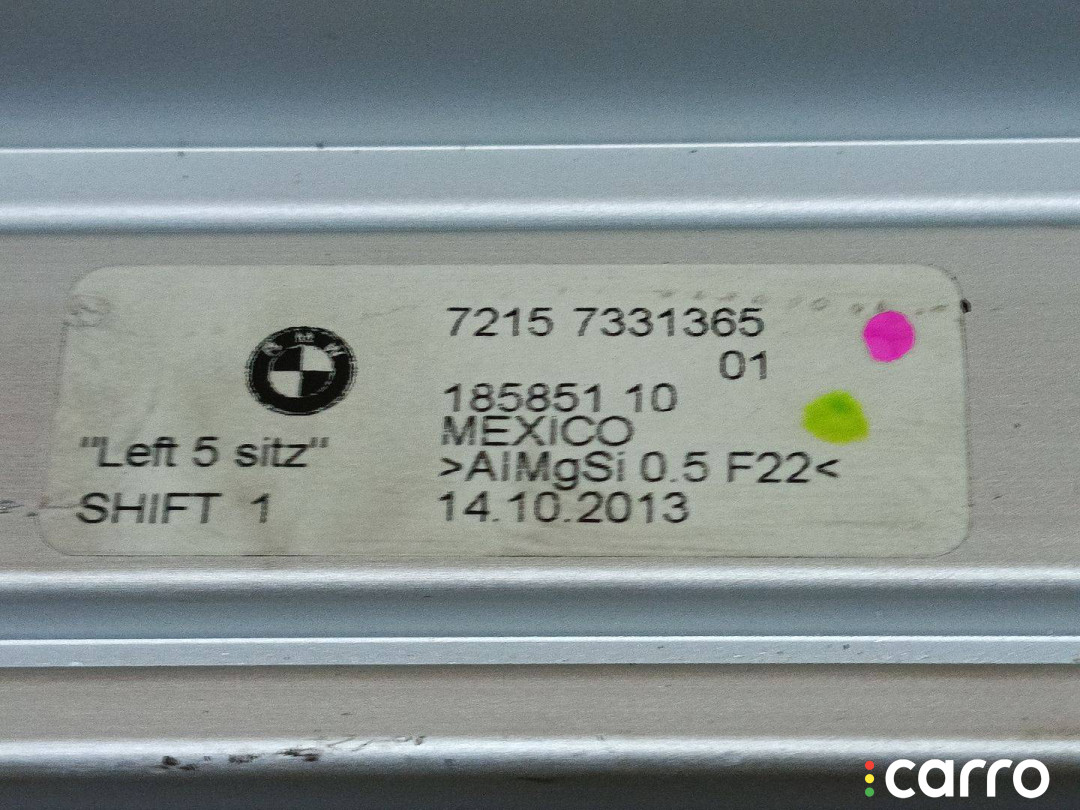 7215 7331365
01
185851 10
MEXICO
"Left 5 sitz"
>AlMgSi 0.5 F22<
SHIFT 1
14.10.2013
BMW
carro